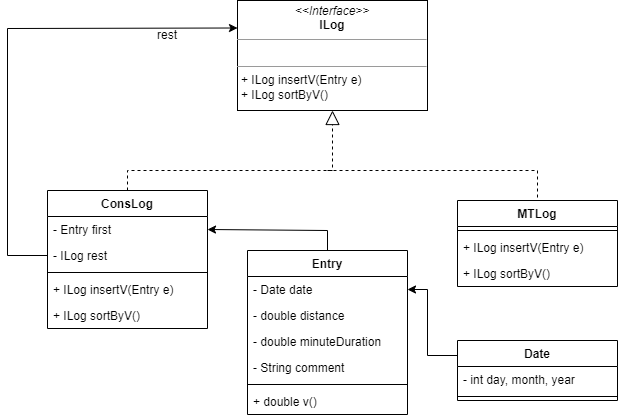 <<Interface>>
ILog
rest
+ ILog insertV(Entry e)
+ ILog sortByV()
ConsLog
- Entry first
- ILog rest
+ ILog insertV(Entry e)
+ ILog sortByV()
MTLog
+ ILog insertV(Entry e)
+ ILog sortByV()
Entry
- Date date
- double distance
- double minuteDuration
- String comment
+ double v()
Date
- int day, month, year